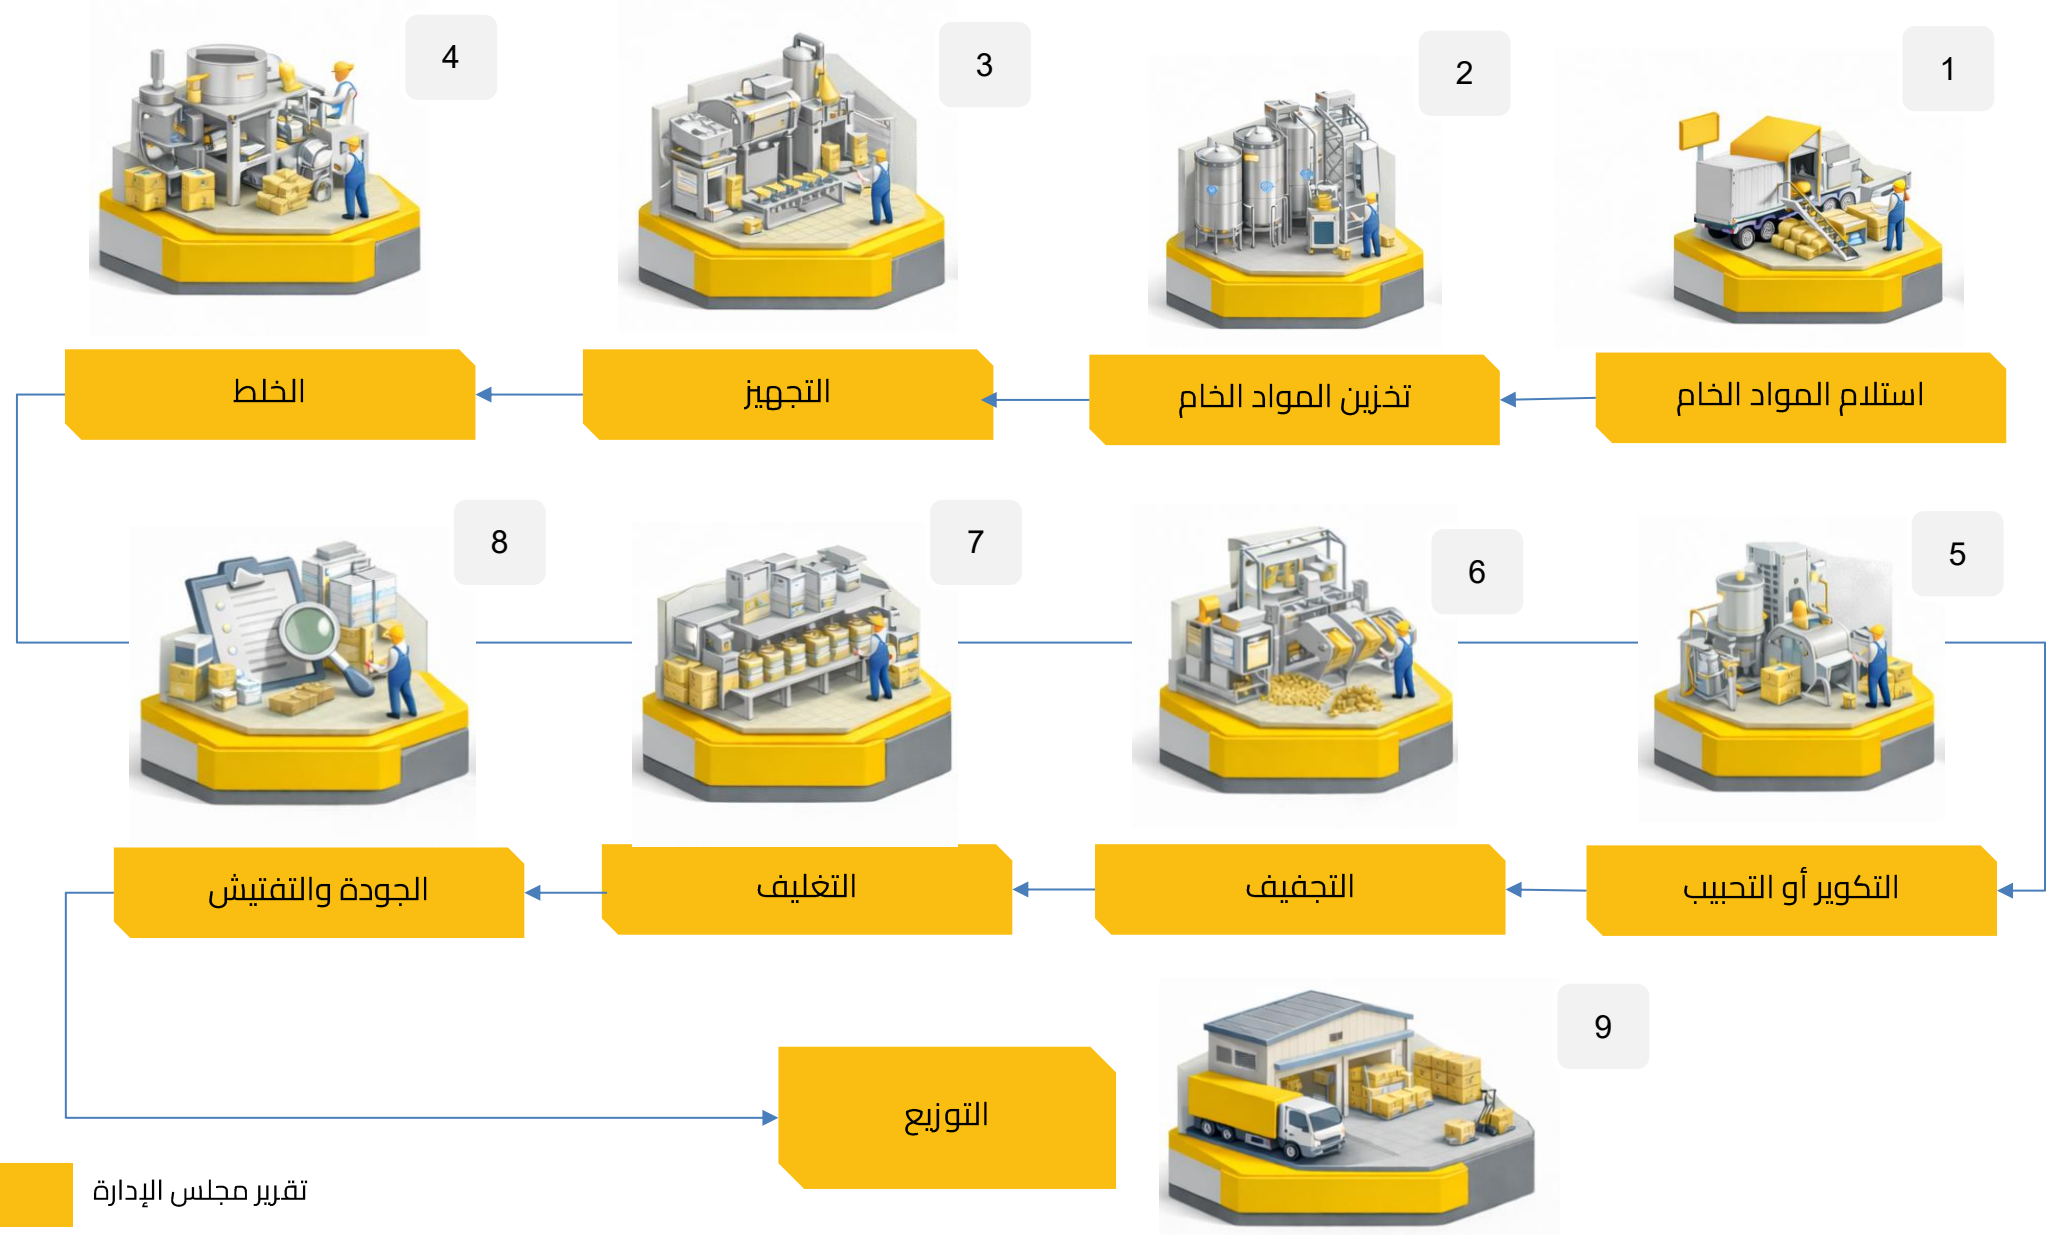 1
استلام المواد الخام
2
تخزين المواد الخام
3
التجهيز
4
الخلط
5
التكوير أو التحبيب
6
التجفيف
7
التغليف
8
الجودة والتفتيش
9
التوزيع
تقرير مجلس الإدارة